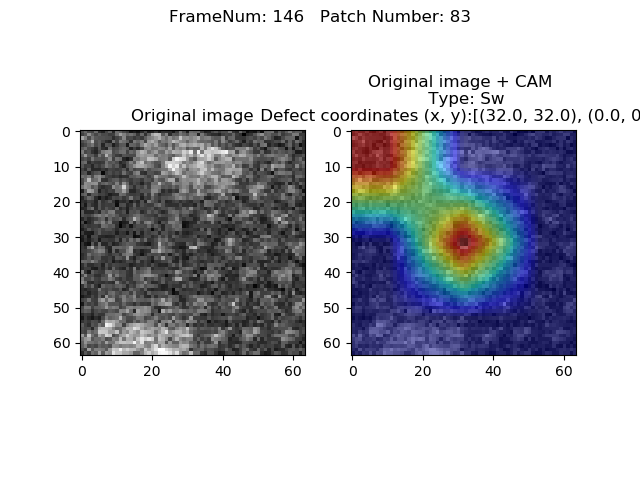 FrameNum: 146   Patch Number: 83
Original image + CAM
Type: Sw
Original image
Defect coordinates (x, y):[(32.0, 32.0), (0.0, 0
0
10
20
30
40
50
60
0 20 40 60
0
10
20
30
40
50
60
0 20 40 60